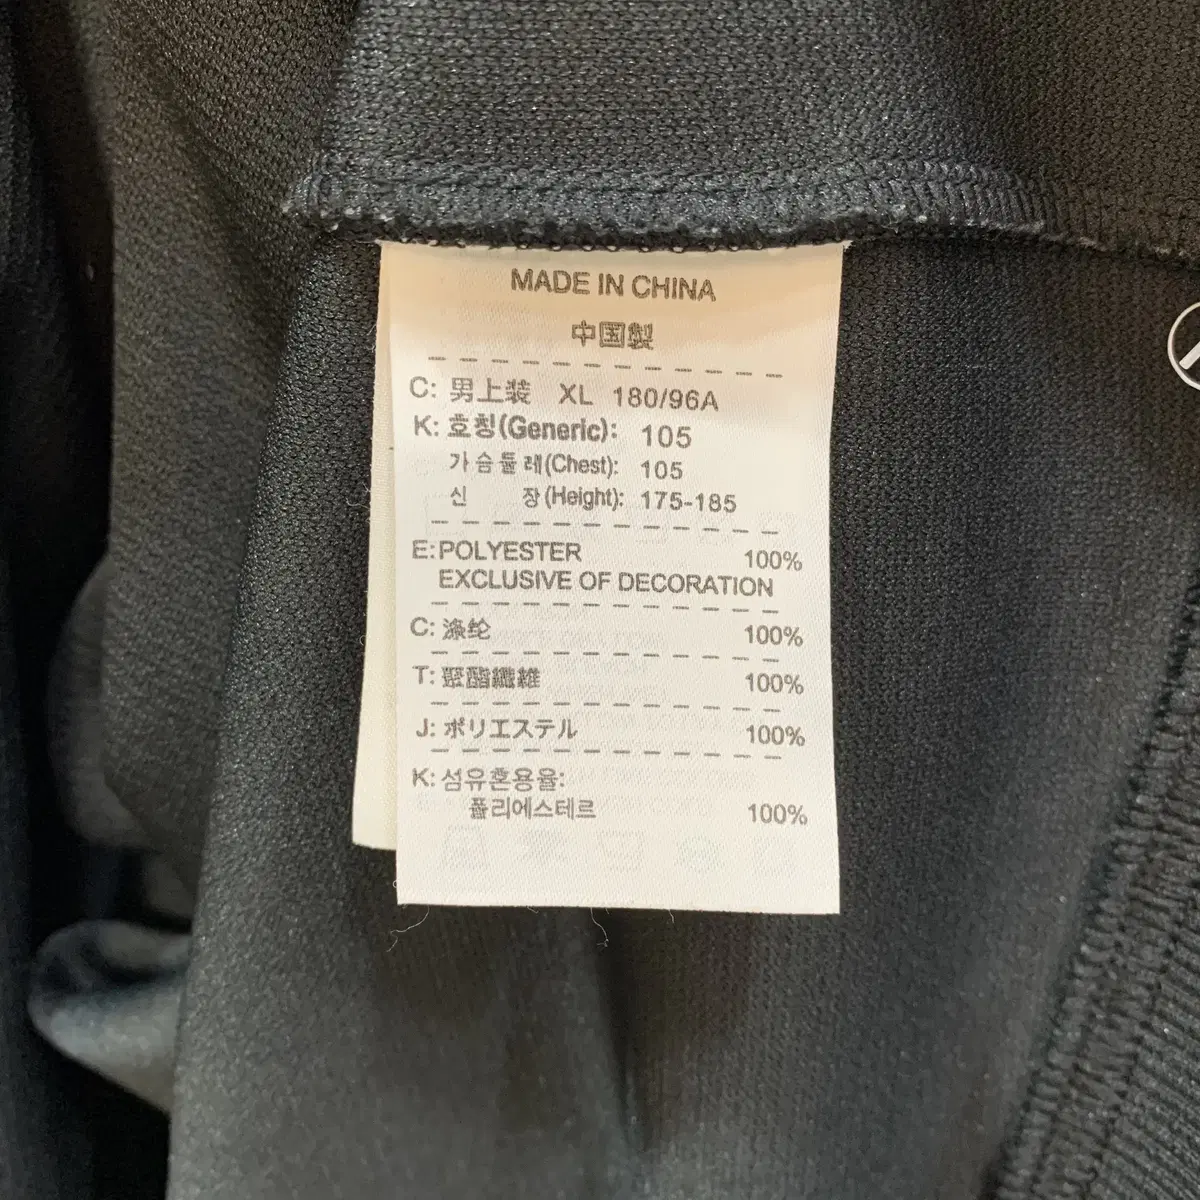 MADE IN CHINA
中国製
C: 男上装 XL 180/96A
K: 호칭(Generic): 105
가슴둘레(Chest): 105
신 장(Height): 175-185
E: POLYESTER 100%
EXCLUSIVE OF DECORATION
C: 涤纶 100%
T: 聚酯纖維 100%
J: ポリエステル 100%
K: 섬유혼용율:
폴리에스테르 100%